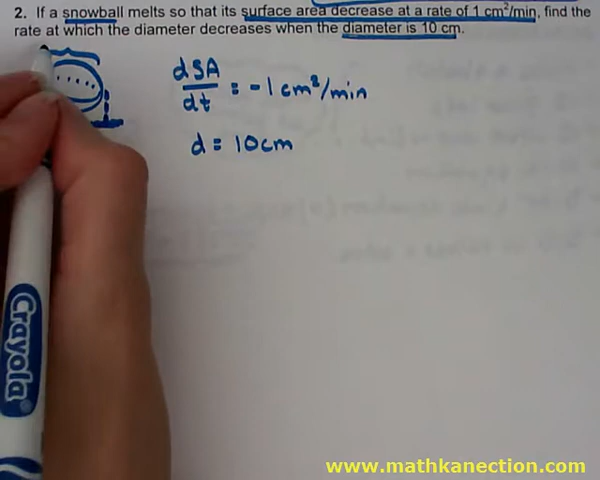 2. If a snowball melts so that its surface area decrease at a rate of 1 cm²/min, find the
rate at which the diameter decreases when the diameter is 10 cm.
dSA
dt
= -1 cm²/min
d = 10cm
Crayola
www.mathkanection.com